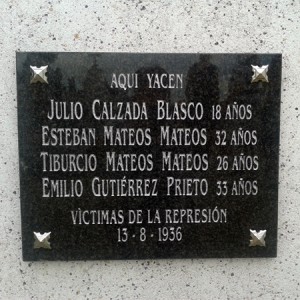 AQUI YACEN
JULIO CALZADA BLASCO 18 AÑOS
ESTEBAN MATEOS MATEOS 32 AÑOS
TIBURCIO MATEOS MATEOS 26 AÑOS
EMILIO GUTIÉRREZ PRIETO 33 AÑOS
VÍCTIMAS DE LA REPRESIÓN
13 - 8 - 1936